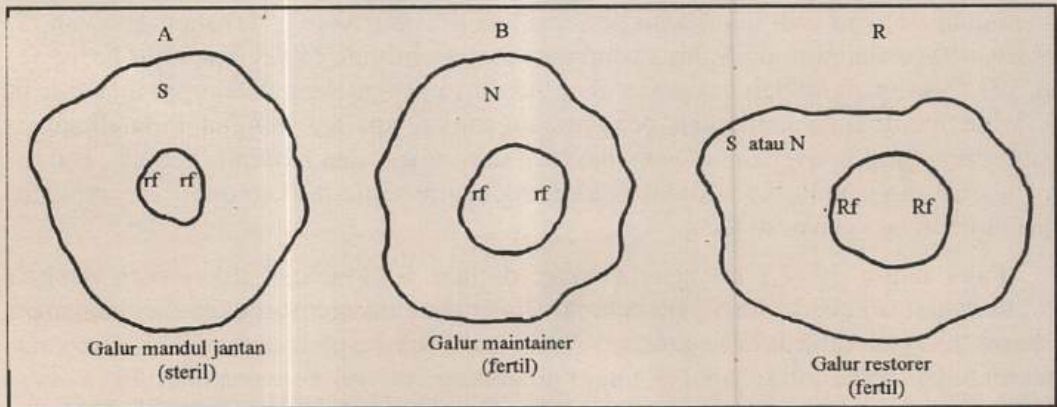 A
B
R
S
N
S atau N
rf rf
rf rf
Rf Rf
Galur mandul jantan
(steril)
Galur maintainer
(fertil)
Galur restorer
(fertil)